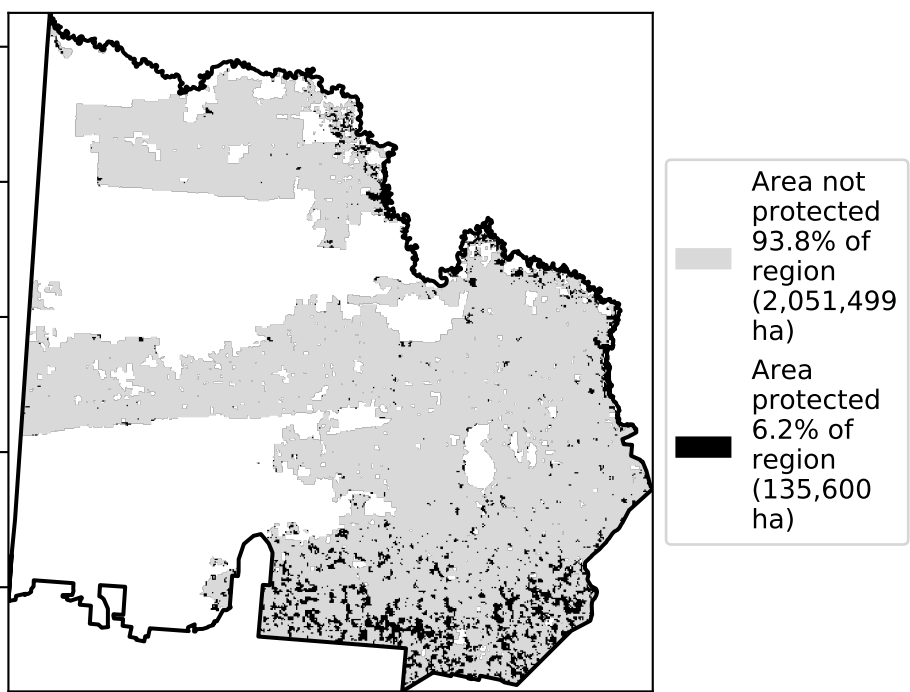 Area not
protected
93.8% of
region
(2,051,499
ha)
Area
protected
6.2% of
region
(135,600
ha)